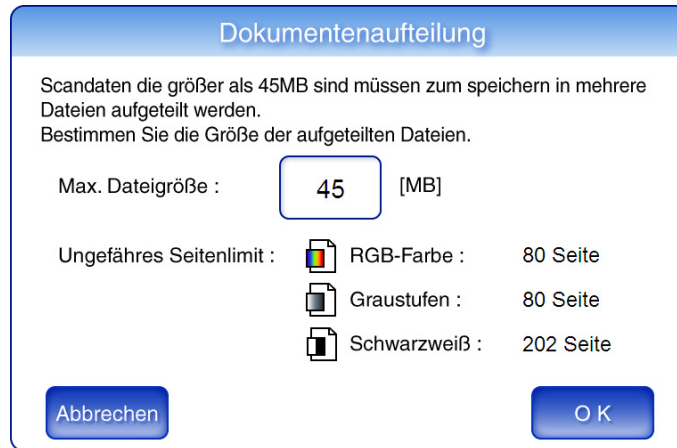 Dokumentenaufteilung
Scandaten die größer als 45MB sind müssen zum speichern in mehrere
Dateien aufgeteilt werden.
Bestimmen Sie die Größe der aufgeteilten Dateien.
Max. Dateigröße : 45 [MB]
Ungefähres Seitenlimit : RGB-Farbe : 80 Seite
Graustufen : 80 Seite
Schwarzweiß : 202 Seite
Abbrechen O K